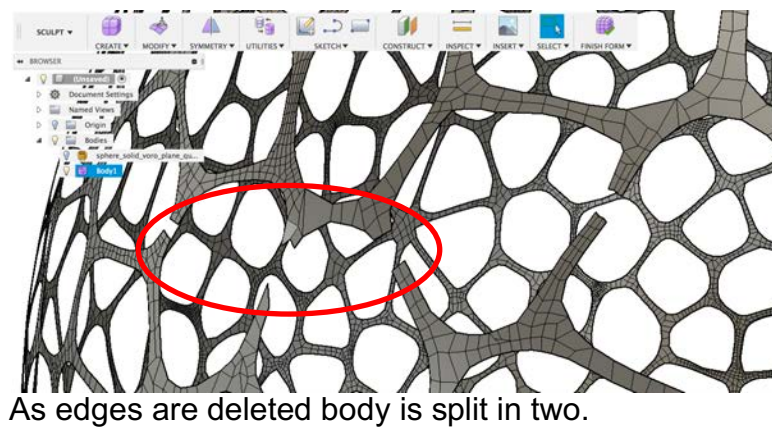 SCULPT ▾
CREATE ▾ MODIFY ▾ SYMMETRY ▾ UTILITIES ▾ SKETCH ▾ CONSTRUCT ▾ INSPECT ▾ INSERT ▾ SELECT ▾ FINISH FORM ▾
BROWSER
(Unsaved)
Document Settings
Named Views
Origin
Bodies
sphere_solid_voro_plane_qu...
Body1
As edges are deleted body is split in two.